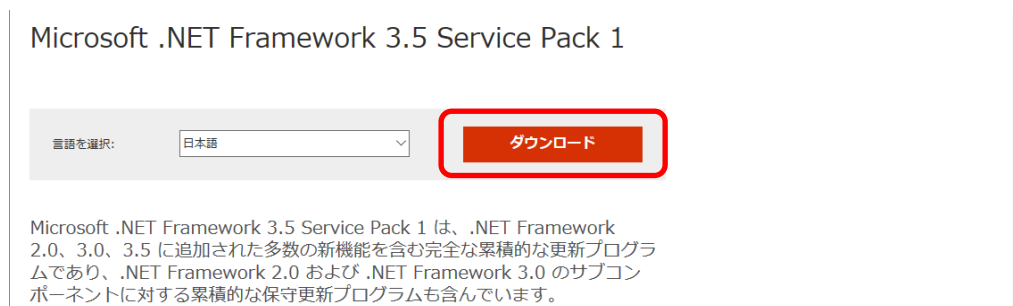 Microsoft .NET Framework 3.5 Service Pack 1
言語を選択: 日本語 ダウンロード
Microsoft .NET Framework 3.5 Service Pack 1 は、.NET Framework
2.0、3.0、3.5 に追加された多数の新機能を含む完全な累積的な更新プログラ
ムであり、.NET Framework 2.0 および .NET Framework 3.0 のサブコン
ポーネントに対する累積的な保守更新プログラムも含んでいます。